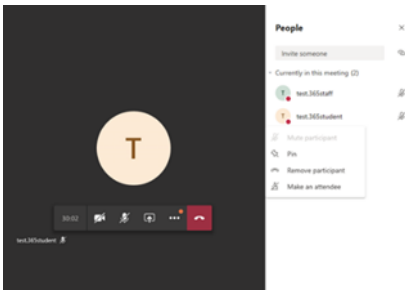 People
Invite someone
Currently in this meeting (2)
T
test.365staff
T
test.365student
Mute participant
Pin
Remove participant
Make an attendee
T
30:02
test.365student